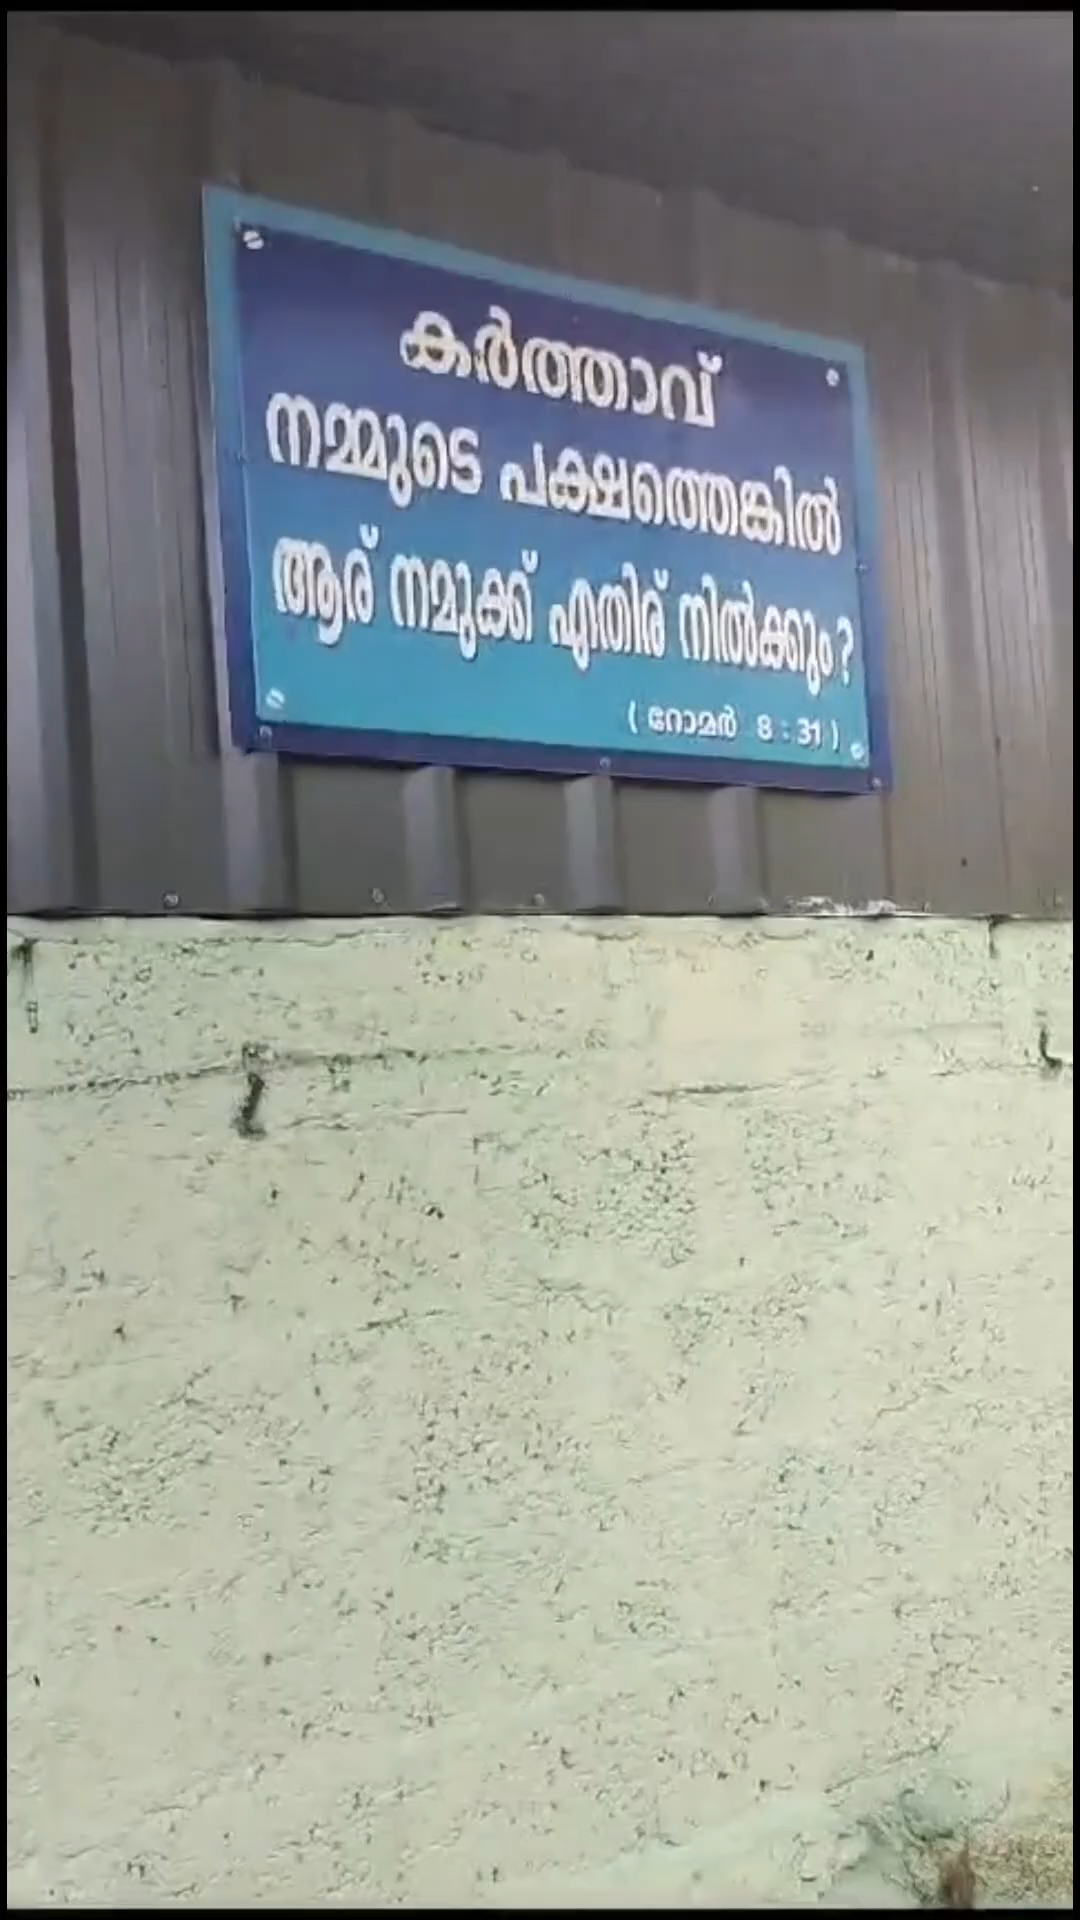 കർത്താവ്
നമ്മുടെ പക്ഷത്തെങ്കിൽ
ആര് നമുക്ക് എതിര് നിൽക്കും?
( റോമർ 8 : 31 )